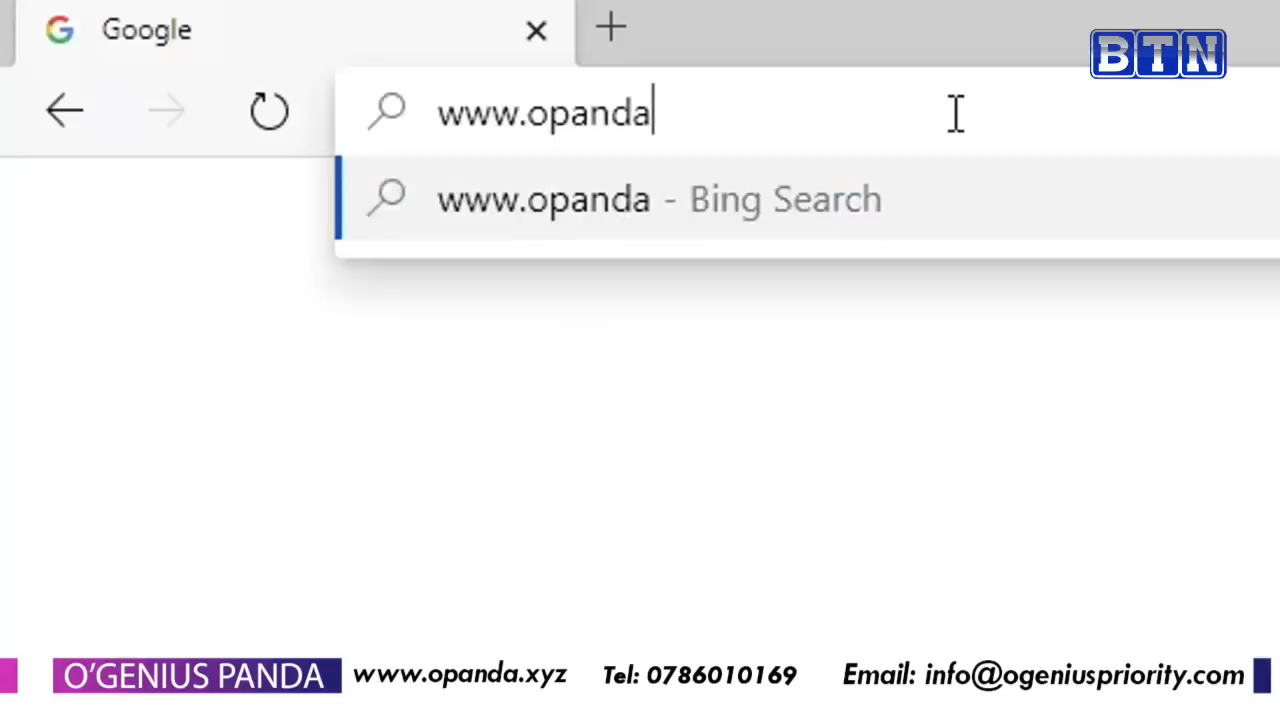 Google
BTN
www.opanda
www.opanda - Bing Search
O'GENIUS PANDA www.opanda.xyz Tel: 0786010169 Email: info@ogeniuspriority.com